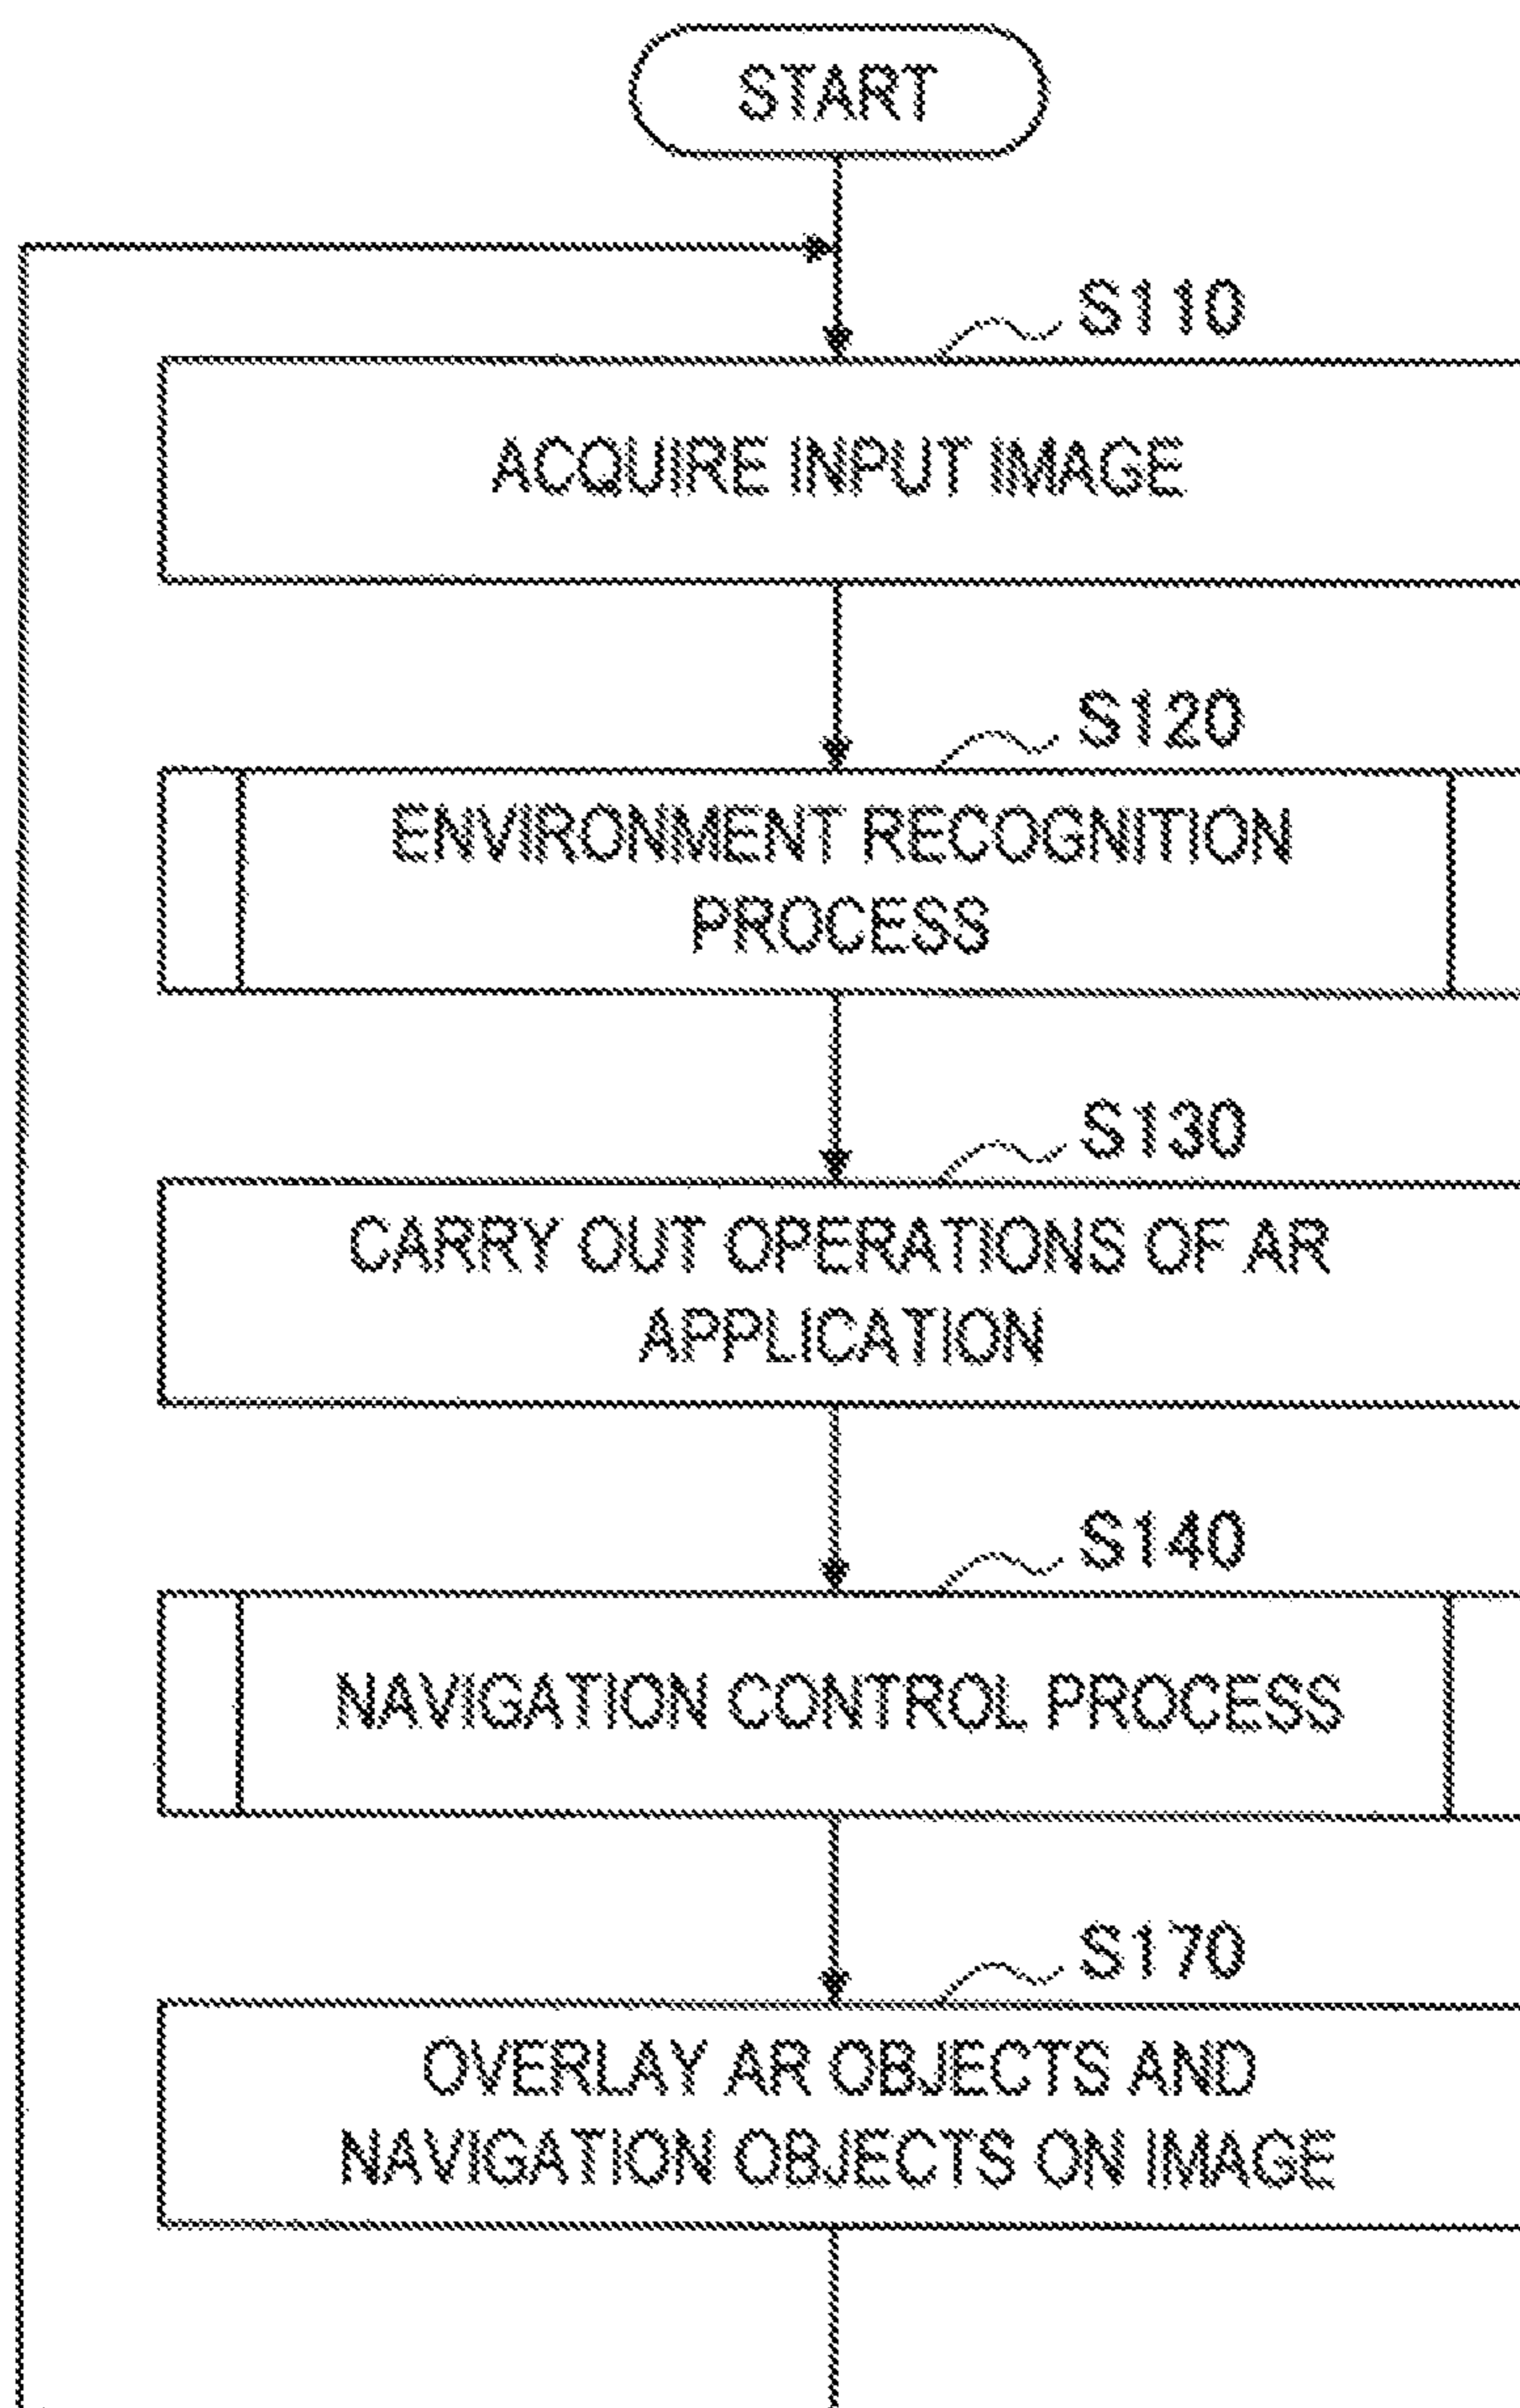 START
S110
ACQUIRE INPUT IMAGE
S120
ENVIRONMENT RECOGNITION
PROCESS
S130
CARRY OUT OPERATIONS OF AR
APPLICATION
S140
NAVIGATION CONTROL PROCESS
S170
OVERLAY AR OBJECTS AND
NAVIGATION OBJECTS ON IMAGE